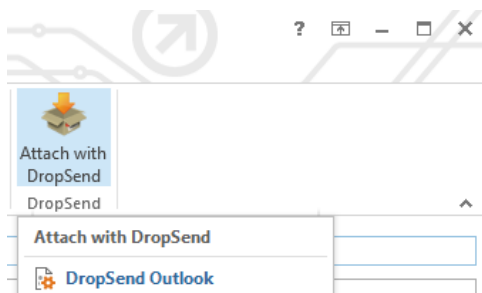 ?
Attach with
DropSend
DropSend
Attach with DropSend
DropSend Outlook